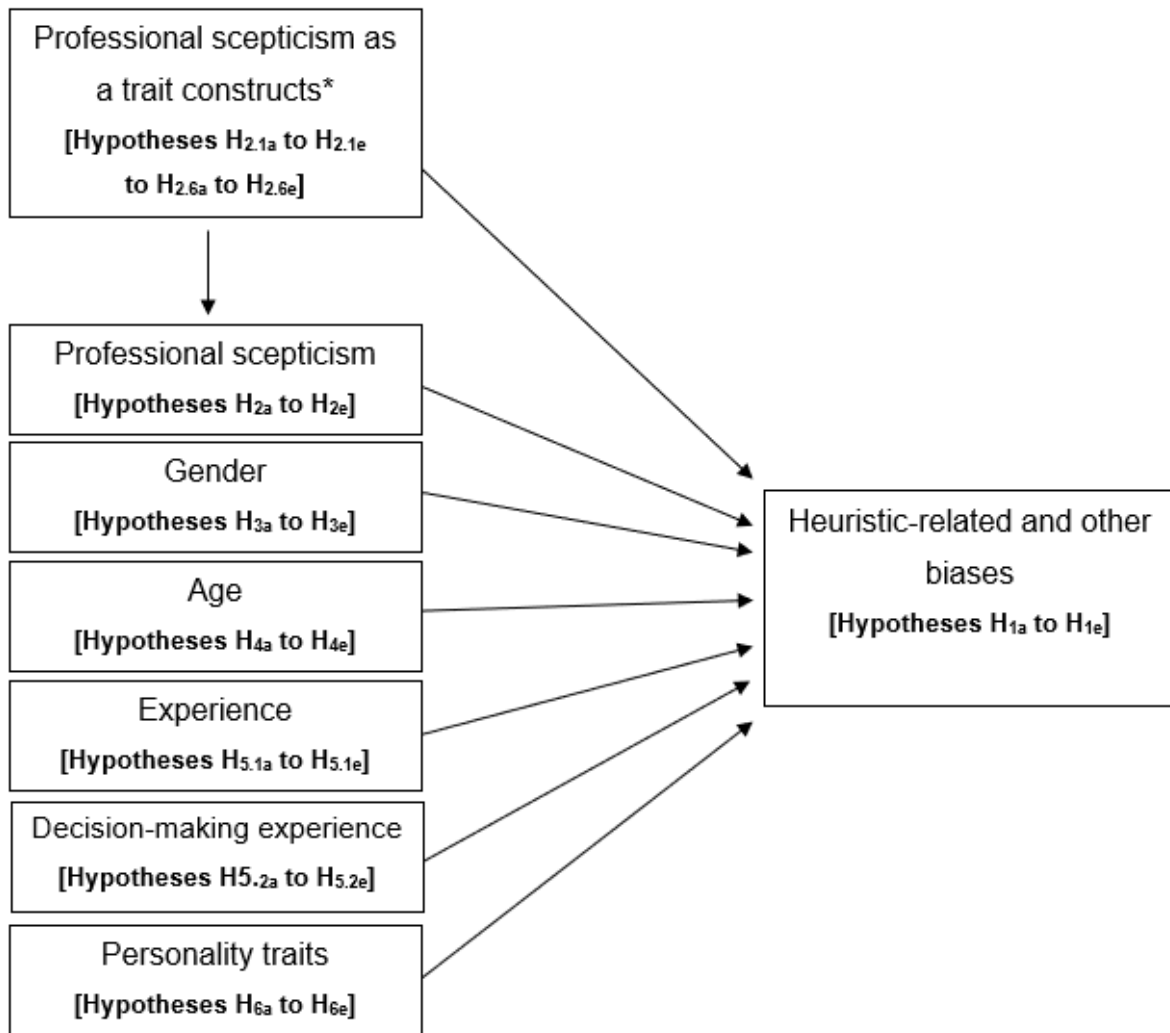 Professional scepticism as
a trait constructs*
[Hypotheses H2.1a to H2.1e
to H2.6a to H2.6e]
Professional scepticism
[Hypotheses H2a to H2e]
Gender
[Hypotheses H3a to H3e]
Age
[Hypotheses H4a to H4e]
Experience
[Hypotheses H5.1a to H5.1e]
Decision-making experience
[Hypotheses H5.2a to H5.2e]
Personality traits
[Hypotheses H6a to H6e]
Heuristic-related and other
biases
[Hypotheses H1a to H1e]